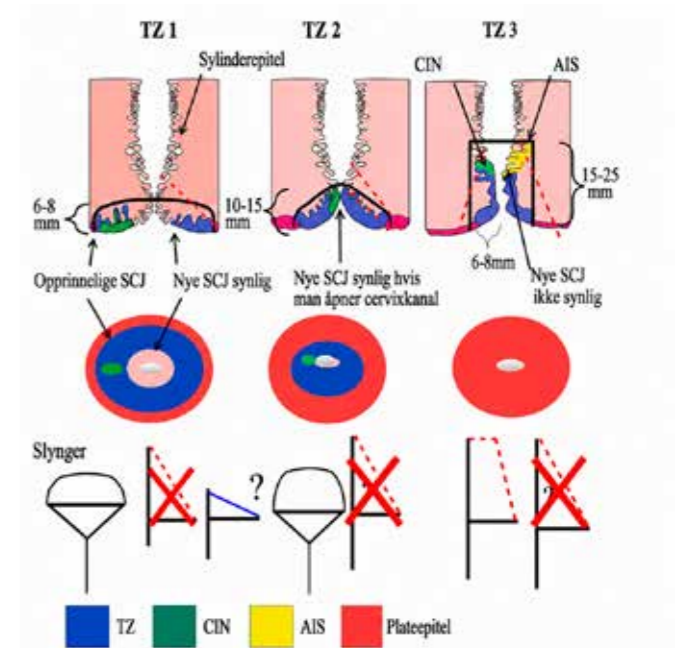 TZ 1
TZ 2
TZ 3
Sylinderepitel
CIN
AIS
6-8
mm
10-15
mm
15-25
mm
6-8mm
Opprinnelige SCJ
Nye SCJ synlig
Nye SCJ synlig hvis
man åpner cervixkanal
Nye SCJ
ikke synlig
Slynger
?
TZ
CIN
AIS
Plateepitel